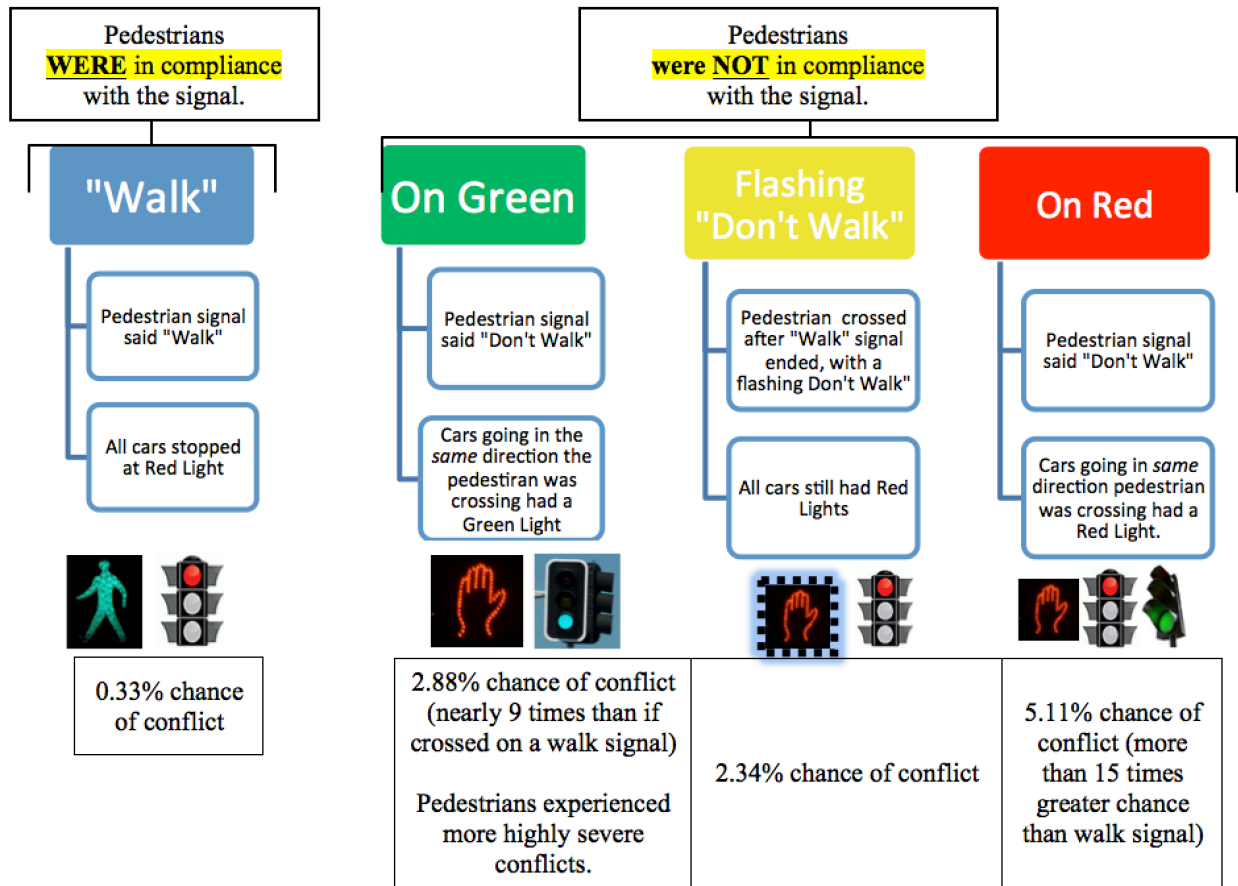 Pedestrians
WERE in compliance
with the signal.
Pedestrians
were NOT in compliance
with the signal.
"Walk"
Pedestrian signal
said "Walk"
All cars stopped
at Red Light
0.33% chance
of conflict
On Green
Pedestrian signal
said "Don't Walk"
Cars going in the
same direction the
pedestiran was
crossing had a
Green Light
2.88% chance of conflict
(nearly 9 times than if
crossed on a walk signal)
Pedestrians experienced
more highly severe
conflicts.
Flashing
"Don't Walk"
Pedestrian crossed
after "Walk" signal
ended, with a
flashing Don't Walk"
All cars still had Red
Lights
2.34% chance of conflict
On Red
Pedestrian signal
said "Don't Walk"
Cars going in same
direction pedestrian
was crossing had a
Red Light.
5.11% chance of
conflict (more
than 15 times
greater chance
than walk signal)